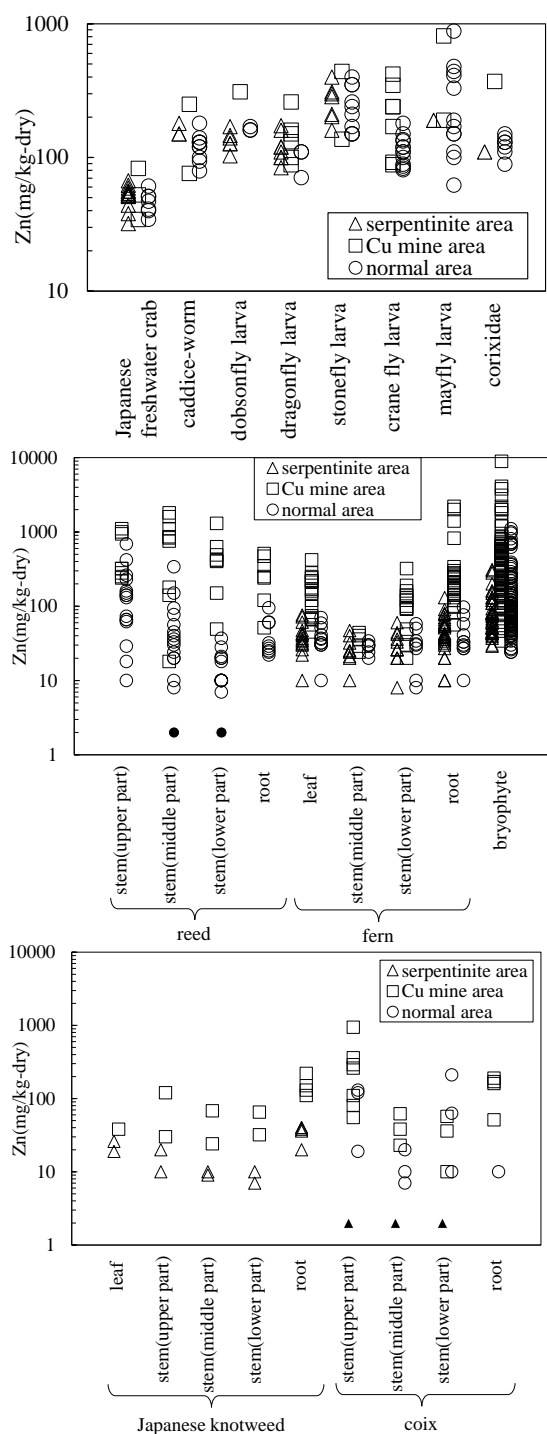 1000
100
10
Zn(mg/kg-dry)
serpentinite area
Cu mine area
normal area
Japanese
freshwater crab
caddice-worm
dobsonfly larva
dragonfly larva
stonefly larva
crane fly larva
mayfly larva
corixidae
10000
1000
100
10
1
Zn(mg/kg-dry)
serpentinite area
Cu mine area
normal area
stem(upper part)
stem(middle part)
stem(lower part)
root
leaf
stem(middle part)
stem(lower part)
root
bryophyte
reed
fern
10000
1000
100
10
1
Zn(mg/kg-dry)
serpentinite area
Cu mine area
normal area
leaf
stem(upper part)
stem(middle part)
stem(lower part)
root
stem(upper part)
stem(middle part)
stem(lower part)
root
Japanese knotweed
coix